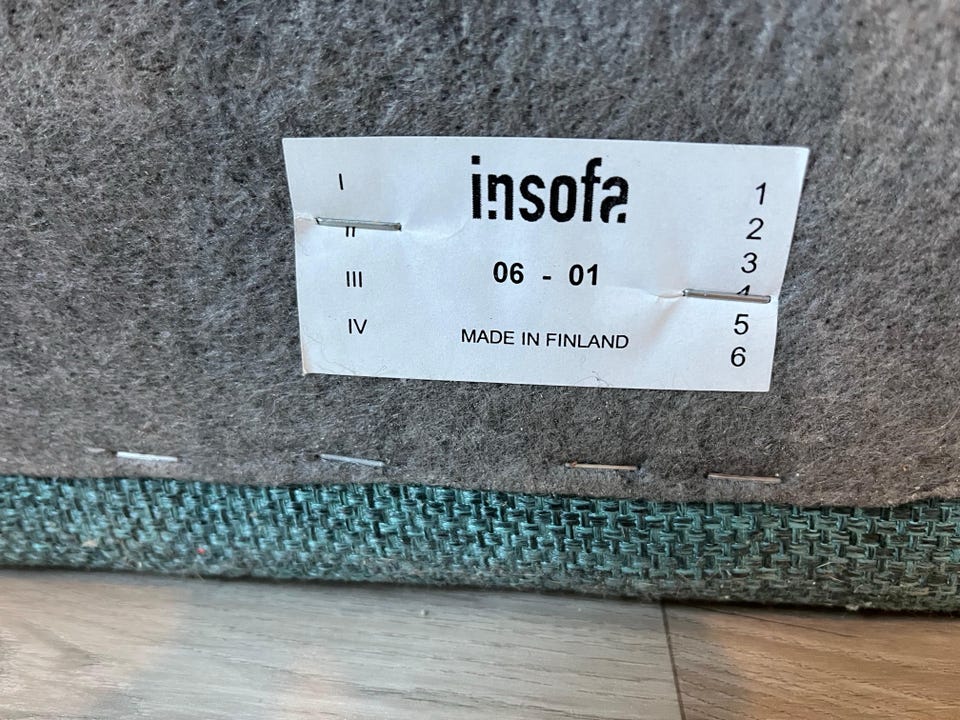 insofa
I 1
II 2
III 06 - 01 3
4
IV MADE IN FINLAND 5
6